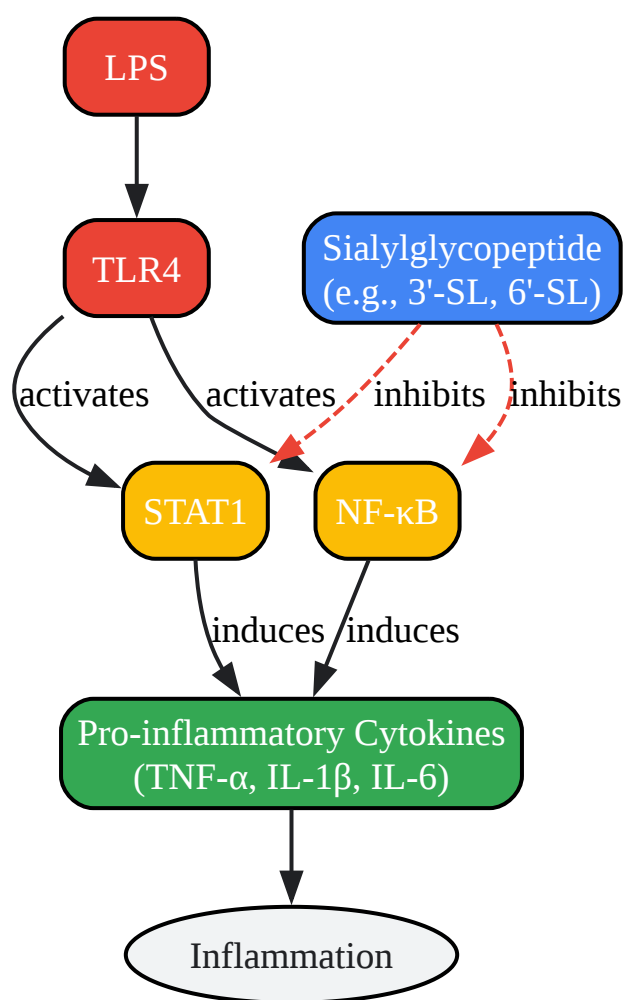 LPS
TLR4
Sialylglycopeptide
(e.g., 3'-SL, 6'-SL)
activates
activates
inhibits
inhibits
STAT1
NF-κB
induces
induces
Pro-inflammatory Cytokines
(TNF-α, IL-1β, IL-6)
Inflammation